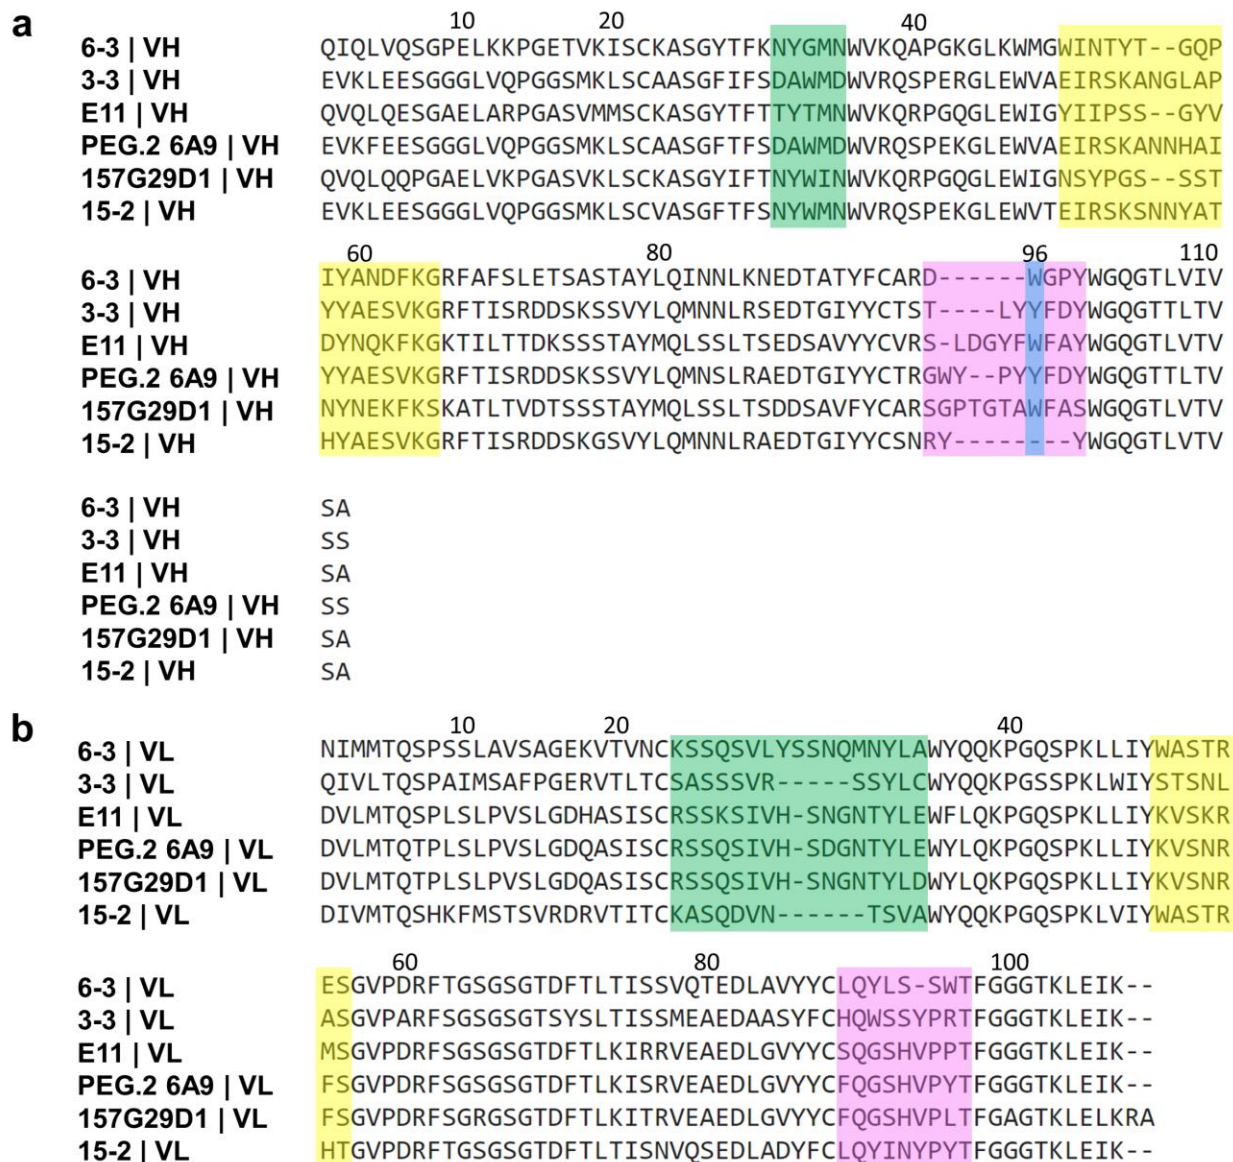 a
10 20 40
6-3 | VH QIQLVQSGPELKKPGETVKISCKASGYTFKNYGMNWVKQAPGKGLKWMGWINTYT--GQP
3-3 | VH EVKLEESGGGLVQPGGSMKLSCAASGFIFSDAWMDWVRQSPERGLEWVAEIRSKANGLAP
E11 | VH QVQLQESGAELARPGASVMMSCKASGYTFTTYTMNWVKQRPGQGLEWIGYIIPSS--GYV
PEG.2 6A9 | VH EVKFEESGGGLVQPGGSMKLSCAASGFTFSDAWMDWVRQSPEKGLEWVAEIRSKANNHAI
157G29D1 | VH QVQLQQPGAELVKPGASVKLSCKASGYIFTNYWINWVKQRPGQGLEWIGNSYPGS--SST
15-2 | VH EVKLEESGGGLVQPGGSMKLSCVASGFTFSNYWMNWVRQSPEKGLEWVTEIRSKSNNYAT
60 80 96 110
6-3 | VH IYANDFKGRFAFSLETSASTAYLQINNLKNEDTATYFCARD------WGPYWGQGTLVIV
3-3 | VH YYAESVKGRFTISRDDSKSSVYLQMNNLRSEDTGIYYCTST----LYYFDYWGQGTTLTV
E11 | VH DYNQKFKGKTILTTDKSSSTAYMQLSSLTSEDSAVYYCVRS-LDGYFWFAYWGQGTLVTV
PEG.2 6A9 | VH YYAESVKGRFTISRDDSKSSVYLQMNSLRAEDTGIYYCTRGWY--PYYFDYWGQGTTLTV
157G29D1 | VH NYNEKFKSKATLTVDTSSSTAYMQLSSLTSDDSAVFYCARSGPTGTAWFASWGQGTLVTV
15-2 | VH HYAESVKGRFTISRDDSKGSVYLQMNNLRAEDTGIYYCSNRY--------YWGQGTLVTV
6-3 | VH SA
3-3 | VH SS
E11 | VH SA
PEG.2 6A9 | VH SS
157G29D1 | VH SA
15-2 | VH SA
b
10 20 40
6-3 | VL NIMMTQSPSSLAVSAGEKVTVNCKSSQSVLYSSNQMNYLAWYQQKPGQSPKLLIYWASTR
3-3 | VL QIVLTQSPAIMSAFPGERVTLTCSASSSVR-----SSYLCWYQQKPGSSPKLWIYSTSNL
E11 | VL DVLMTQSPLSLPVSLGDHASISCRSSKSIVH-SNGNTYLEWFLQKPGQSPKLLIYKVSKR
PEG.2 6A9 | VL DVLMTQTPLSLPVSLGDQASISCRSSQSIVH-SDGNTYLEWYLQKPGQSPKLLIYKVSNR
157G29D1 | VL DVLMTQTPLSLPVSLGDQASISCRSSQSIVH-SNGNTYLDWYLQKPGQSPKLLIYKVSNR
15-2 | VL DIVMTQSHKFMSTSVRDRVTITCKASQDVN------TSVAWYQQKPGQSPKLVIYWASTR
60 80 100
6-3 | VL ESGVPDRFTGSGSGTDFTLTISSVQTEDLAVYYCLQYLS-SWTFGGGTKLEIK--
3-3 | VL ASGVPARFSGSGSGTSYSLTISSMEAEDAASYFCHQWSSYPRTFGGGTKLEIK--
E11 | VL MSGVPDRFSGSGSGTDFTLKIRRVEAEDLGVYYCSQGSHVPPTFGGGTKLEIK--
PEG.2 6A9 | VL FSGVPDRFSGSGSGTDFTLKISRVEAEDLGVYYCFQGSHVPYTFGGGTKLEIK--
157G29D1 | VL FSGVPDRFSGRGSGTDFTLKITRVEAEDLGVYYCFQGSHVPLTFGAGTKLELKRA
15-2 | VL HTGVPDRFTGSGSGTDFTLTISNVQSEDLADYFCLQYINYPYTFGGGTKLEIK--